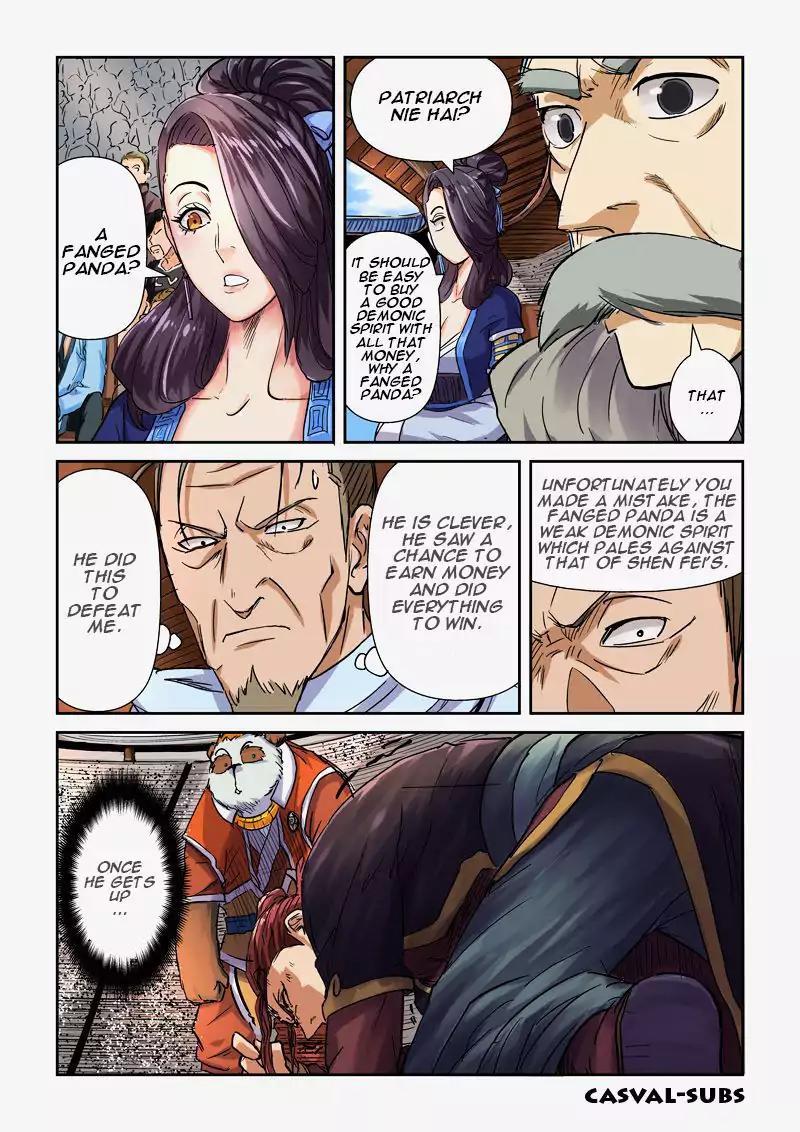 A
FANGED
PANDA?
PATRIARCH
NIE HAI?
IT SHOULD
BE EASY
TO BUY
A GOOD
DEMONIC
SPIRIT WITH
ALL THAT
MONEY,
WHY A
FANGED
PANDA?
THAT
...
HE DID
THIS
TO
DEFEAT
ME.
HE IS CLEVER,
HE SAW A
CHANCE TO
EARN MONEY
AND DID
EVERYTHING
TO WIN.
UNFORTUNATELY YOU
MADE A MISTAKE, THE
FANGED PANDA IS A
WEAK DEMONIC SPIRIT
WHICH PALES AGAINST
THAT OF SHEN FEI'S.
ONCE
HE GETS
UP
...
CASVAL-SUBS